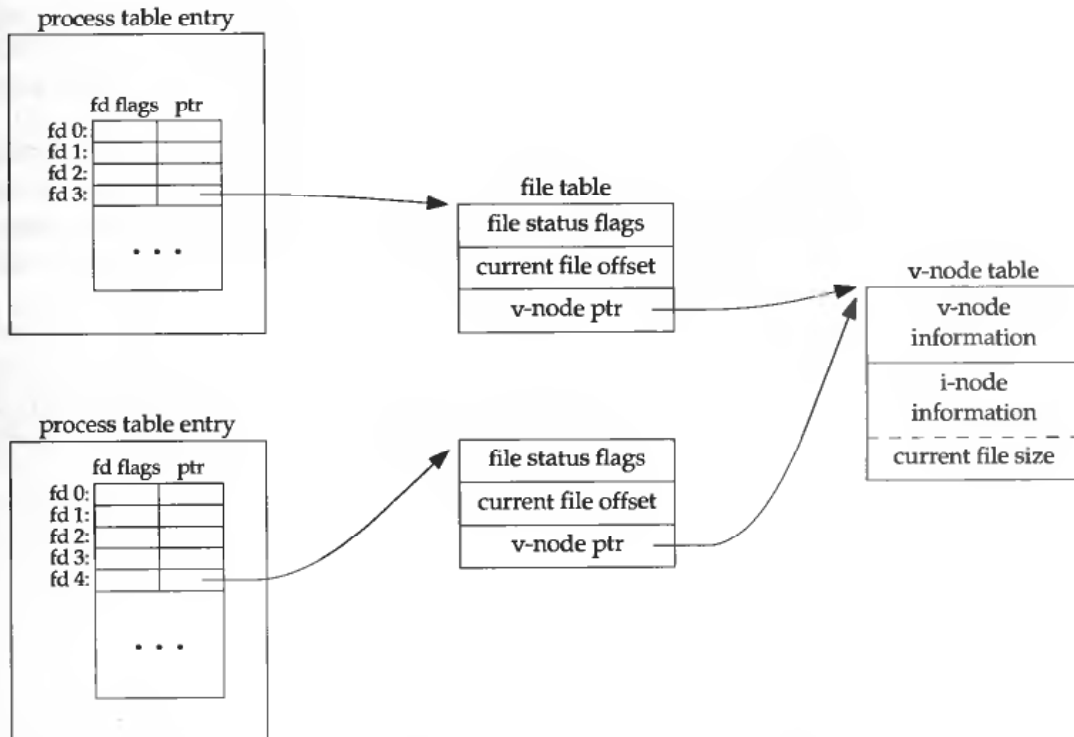 process table entry
fd flags ptr
fd 0:
fd 1:
fd 2:
fd 3:
• • •
file table
file status flags
current file offset
v-node ptr
v-node table
v-node
information
i-node
information
current file size
process table entry
fd flags ptr
fd 0:
fd 1:
fd 2:
fd 3:
fd 4:
• • •
file status flags
current file offset
v-node ptr